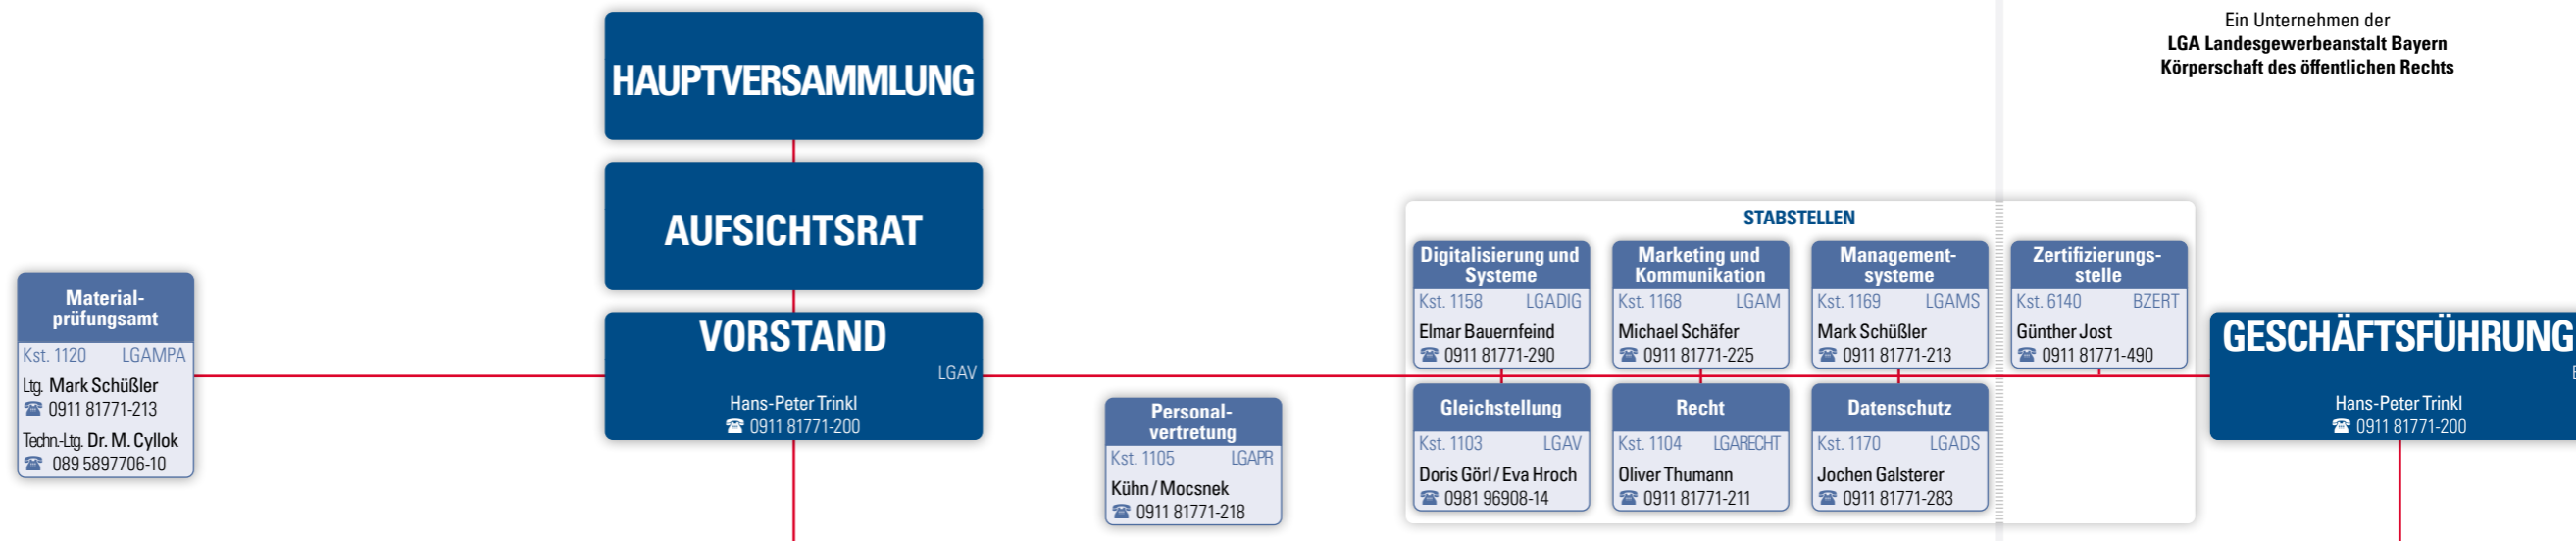 Ein Unternehmen der
LGA Landesgewerbeanstalt Bayern
Körperschaft des öffentlichen Rechts
HAUPTVERSAMMLUNG
AUFSICHTSRAT
VORSTAND
LGAV
Hans-Peter Trinkl
☎ 0911 81771-200
Material-
prüfungsamt
Kst. 1120 LGAMPA
Ltg. Mark Schüßler
☎ 0911 81771-213
Techn.-Ltg. Dr. M. Cyllok
☎ 089 5897706-10
Personal-
vertretung
Kst. 1105 LGAPR
Kühn / Mocsnek
☎ 0911 81771-218
STABSTELLEN
Digitalisierung und
Systeme
Kst. 1158 LGADIG
Elmar Bauernfeind
☎ 0911 81771-290
Marketing und
Kommunikation
Kst. 1168 LGAM
Michael Schäfer
☎ 0911 81771-225
Management-
systeme
Kst. 1169 LGAMS
Mark Schüßler
☎ 0911 81771-213
Zertifizierungs-
stelle
Kst. 6140 BZERT
Günther Jost
☎ 0911 81771-490
Gleichstellung
Kst. 1103 LGAV
Doris Görl / Eva Hroch
☎ 0981 96908-14
Recht
Kst. 1104 LGARECHT
Oliver Thumann
☎ 0911 81771-211
Datenschutz
Kst. 1170 LGADS
Jochen Galsterer
☎ 0911 81771-283
GESCHÄFTSFÜHRUNG
Hans-Peter Trinkl
☎ 0911 81771-200